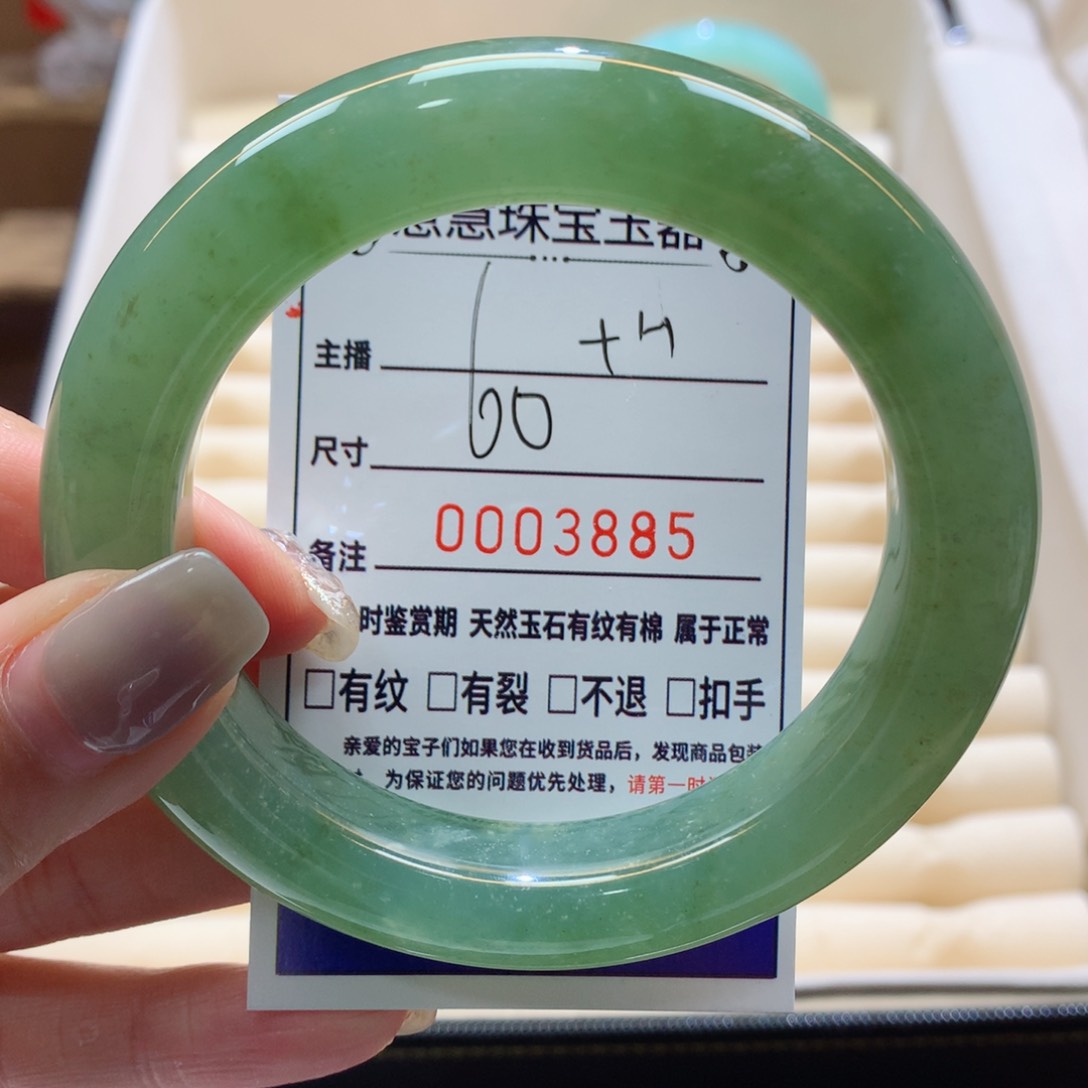 慧珠宝玉器
主播
尺寸 60
备注 0003885
时鉴赏期 天然玉石有纹有棉 属于正常
□有纹 □有裂 □不退 □扣手
亲爱的宝子们如果您在收到货品后，发现商品包装
为保证您的问题优先处理，请第一时